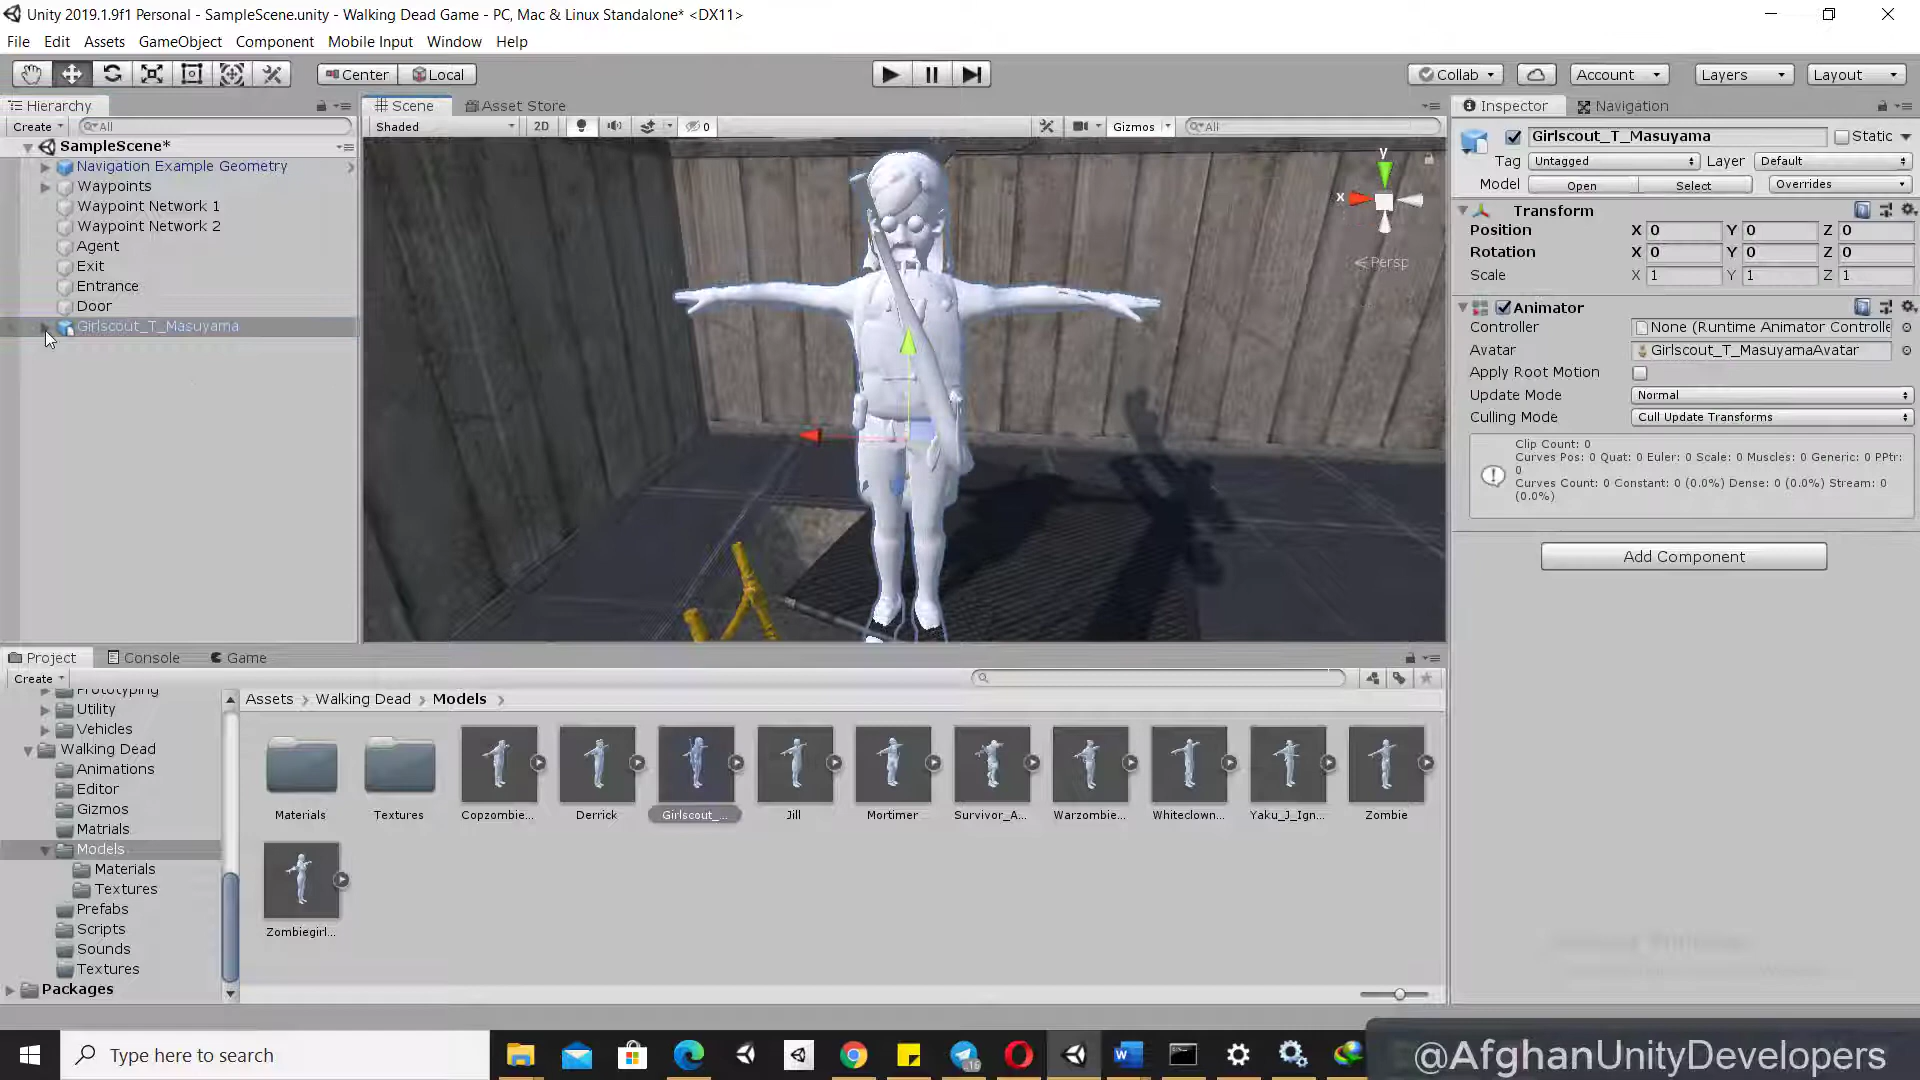 Unity 2019.1.9f1 Personal - SampleScene.unity - Walking Dead Game - PC, Mac & Linux Standalone* <DX11>
File Edit Assets GameObject Component Mobile Input Window Help
Center Local Collab Account Layers Layout
Hierarchy
Create All
SampleScene*
Navigation Example Geometry
Waypoints
Waypoint Network 1
Waypoint Network 2
Agent
Exit
Entrance
Door
Girlscout_T_Masuyama
Scene Asset Store
Shaded 2D 0 Gizmos All
y
x
Persp
Inspector Navigation
Girlscout_T_Masuyama Static
Tag Untagged Layer Default
Model Open Select Overrides
Transform
Position X 0 Y 0 Z 0
Rotation X 0 Y 0 Z 0
Scale X 1 Y 1 Z 1
Animator
Controller None (Runtime Animator Controlle
Avatar Girlscout_T_MasuyamaAvatar
Apply Root Motion
Update Mode Normal
Culling Mode Cull Update Transforms
Clip Count: 0
Curves Pos: 0 Quat: 0 Euler: 0 Scale: 0 Muscles: 0 Generic: 0 PPtr:
0
Curves Count: 0 Constant: 0 (0.0%) Dense: 0 (0.0%) Stream: 0
(0.0%)
Add Component
Project Console Game
Create
Prototyping
Utility
Vehicles
Walking Dead
Animations
Editor
Gizmos
Matrials
Models
Materials
Textures
Prefabs
Scripts
Sounds
Textures
Packages
Assets Walking Dead Models
Materials Textures Copzombie... Derrick Girlscout_... Jill Mortimer Survivor_A... Warzombie... Whiteclown... Yaku_J_Ign... Zombie
Zombiegirl...
Type here to search
16
@AfghanUnityDevelopers